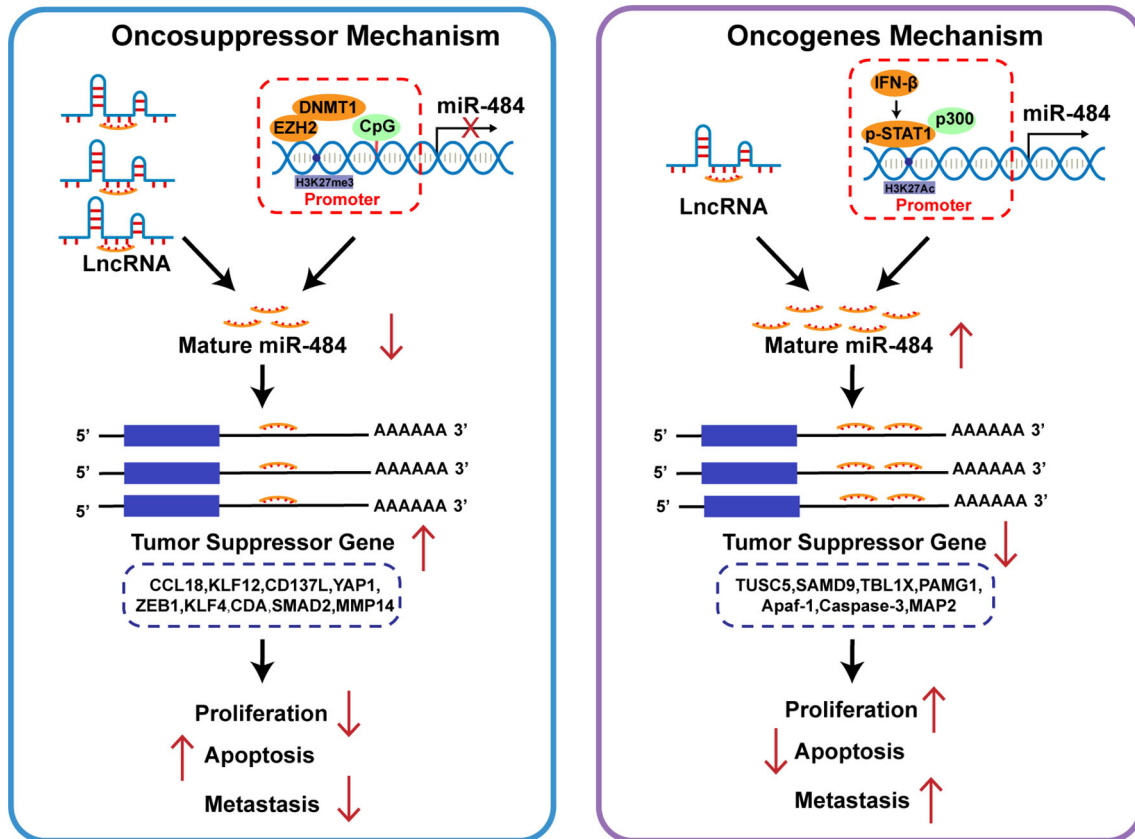 Oncosuppressor Mechanism
DNMT1
EZH2
CpG
miR-484
H3K27me3
Promoter
LncRNA
Mature miR-484
5’ AAAAAA 3’
5’ AAAAAA 3’
5’ AAAAAA 3’
Tumor Suppressor Gene
CCL18,KLF12,CD137L,YAP1,
ZEB1,KLF4,CDA,SMAD2,MMP14
Proliferation
Apoptosis
Metastasis
Oncogenes Mechanism
IFN-β
p300
p-STAT1
miR-484
H3K27Ac
Promoter
LncRNA
Mature miR-484
5’ AAAAAA 3’
5’ AAAAAA 3’
5’ AAAAAA 3’
Tumor Suppressor Gene
TUSC5,SAMD9,TBL1X,PAMG1,
Apaf-1,Caspase-3,MAP2
Proliferation
Apoptosis
Metastasis